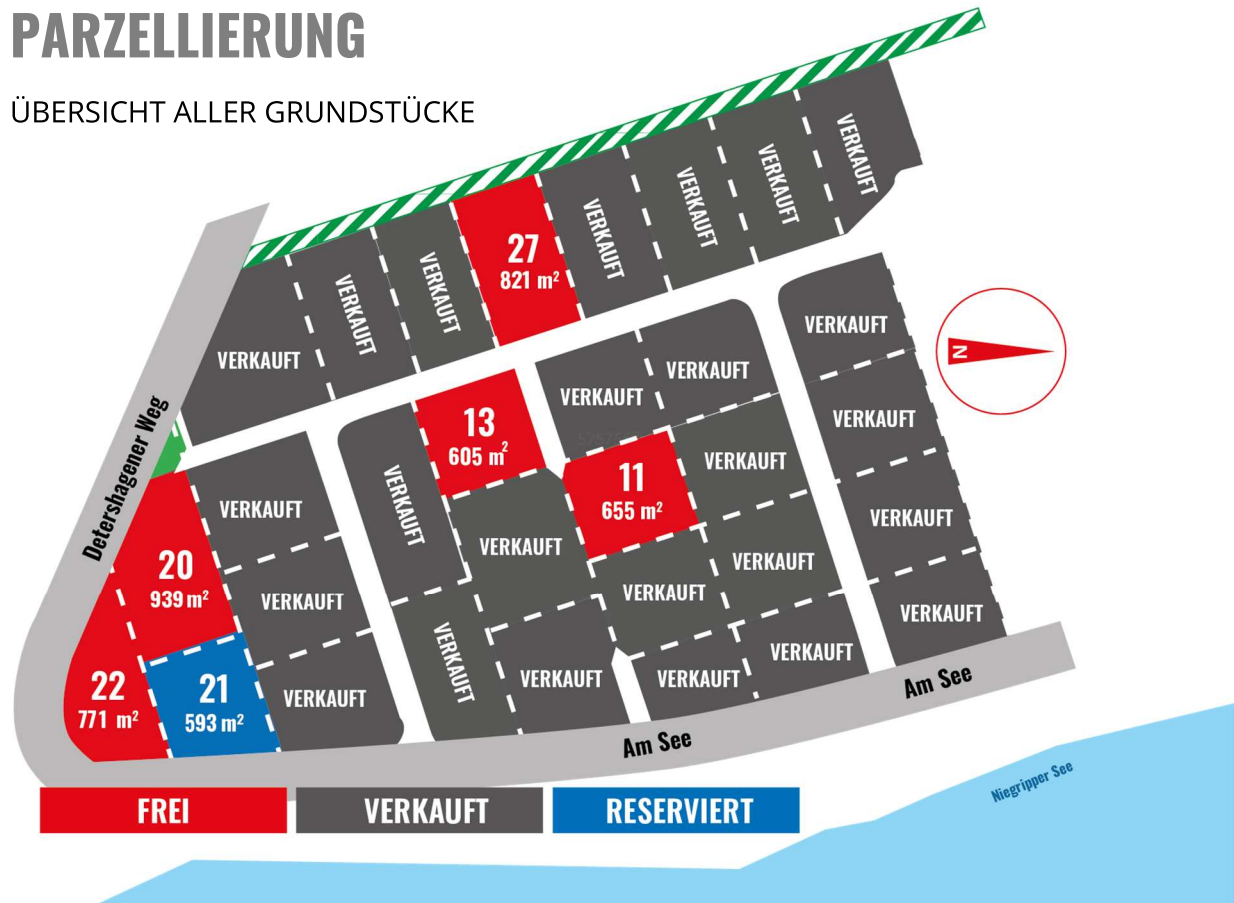 PARZELLIERUNG
ÜBERSICHT ALLER GRUNDSTÜCKE
VERKAUFT
VERKAUFT
VERKAUFT
VERKAUFT
27
821 m²
VERKAUFT
VERKAUFT
VERKAUFT
VERKAUFT
VERKAUFT
N
VERKAUFT
VERKAUFT
13
605 m²
VERKAUFT
Detershagener Weg
VERKAUFT
VERKAUFT
11
655 m²
VERKAUFT
VERKAUFT
VERKAUFT
VERKAUFT
20
939 m²
VERKAUFT
VERKAUFT
VERKAUFT
VERKAUFT
VERKAUFT
VERKAUFT
VERKAUFT
VERKAUFT
22
771 m²
21
593 m²
VERKAUFT
Am See
Am See
Niegripper See
FREI
VERKAUFT
RESERVIERT